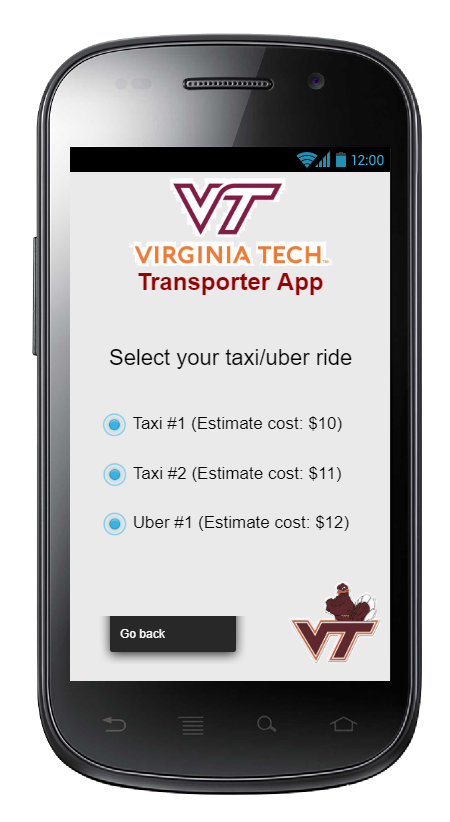 12:00
VT
VIRGINIA TECH™
Transporter App
Select your taxi/uber ride
Taxi #1 (Estimate cost: $10)
Taxi #2 (Estimate cost: $11)
Uber #1 (Estimate cost: $12)
Go back
VT